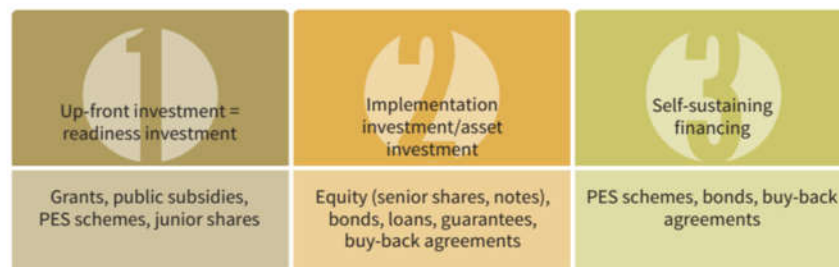 1
Up-front investment =
readiness investment
2
Implementation
investment/asset
investment
3
Self-sustaining
financing
Grants, public subsidies,
PES schemes, junior shares
Equity (senior shares, notes),
bonds, loans, guarantees,
buy-back agreements
PES schemes, bonds, buy-back
agreements